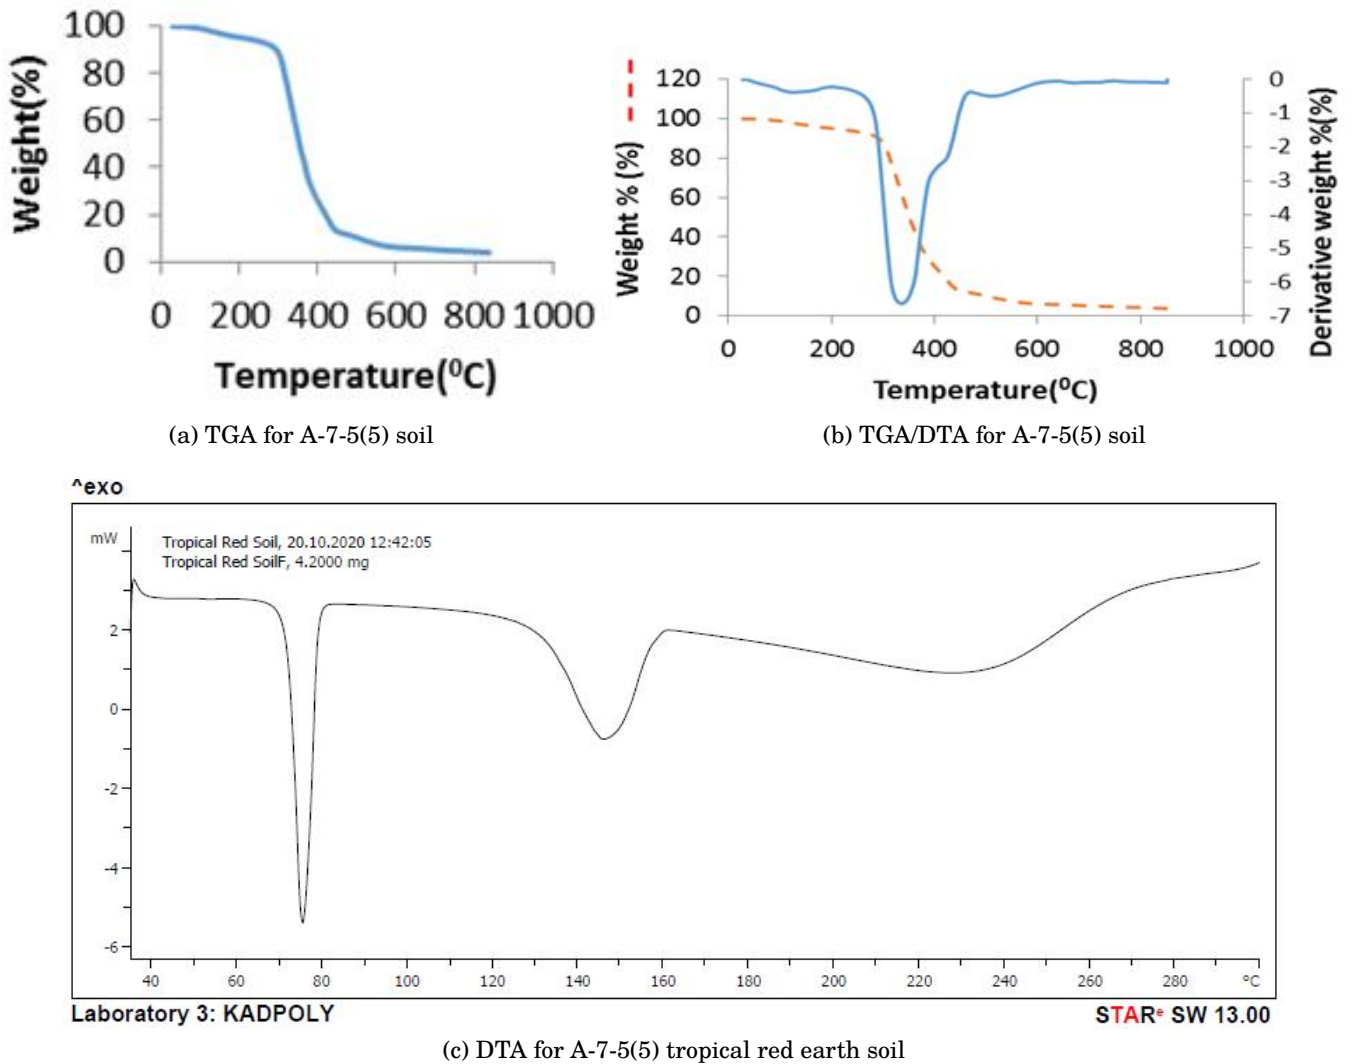 100
80
60
40
20
0
Weight(%)
0 200 400 600 800 1000
Temperature(⁰C)
(a) TGA for A-7-5(5) soil
120
100
80
60
40
20
0
Weight % (%)
0
-1
-2
-3
-4
-5
-6
-7
Derivative weight %(%)
0 200 400 600 800 1000
Temperature(⁰C)
(b) TGA/DTA for A-7-5(5) soil
^exo
mW
Tropical Red Soil, 20.10.2020 12:42:05
Tropical Red SoilF, 4.2000 mg
2
0
-2
-4
-6
40 60 80 100 120 140 160 180 200 220 240 260 280 °C
Laboratory 3: KADPOLY
STARᵉ SW 13.00
(c) DTA for A-7-5(5) tropical red earth soil